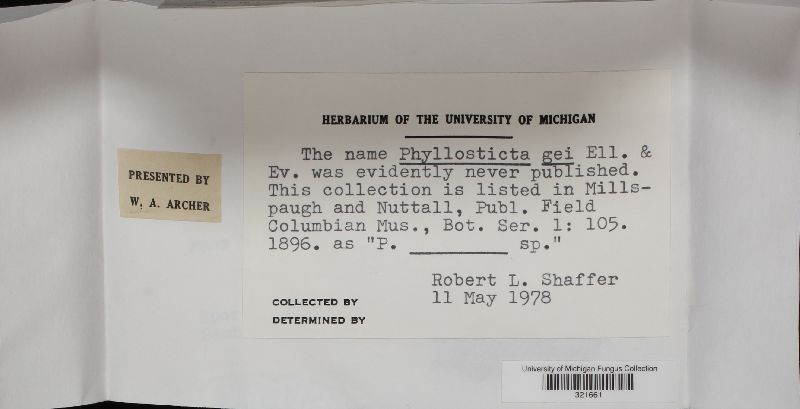 HERBARIUM OF THE UNIVERSITY OF MICHIGAN
The name Phyllosticta gei Ell. &
Ev. was evidently never published.
This collection is listed in Mills-
paugh and Nuttall, Publ. Field
Columbian Mus., Bot. Ser. 1: 105.
1896. as "P. __________ sp."
Robert L. Shaffer
11 May 1978
COLLECTED BY
DETERMINED BY
PRESENTED BY
W. A. ARCHER
University of Michigan Fungus Collection
321661